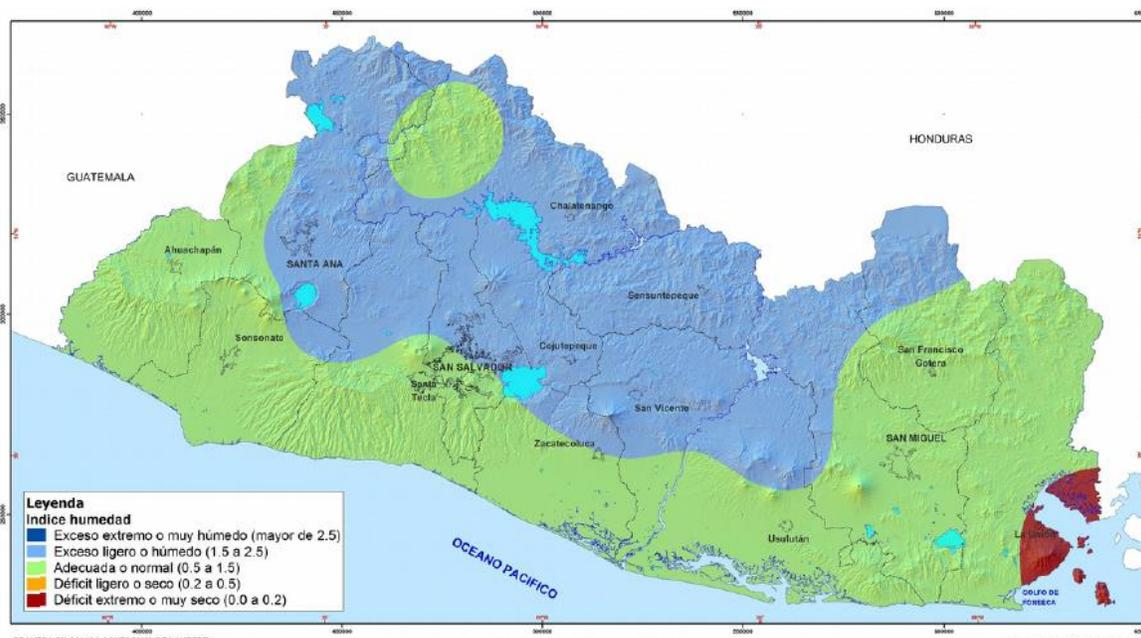 HONDURAS
GUATEMALA
Chalatenango
Ahuachapán
SANTA ANA
Sensuntepeque
Sonsonate
Cojutepeque
San Francisco
Gotera
SAN SALVADOR
Santa
Tecla
San Vicente
SAN MIGUEL
Zacatecoluca
Usulután
La Unión
OCEANO PACIFICO
GOLFO DE
FONSECA
Leyenda
Indice humedad
Exceso extremo o muy húmedo (mayor de 2.5)
Exceso ligero o húmedo (1.5 a 2.5)
Adecuada o normal (0.5 a 1.5)
Déficit ligero o seco (0.2 a 0.5)
Déficit extremo o muy seco (0.0 a 0.2)